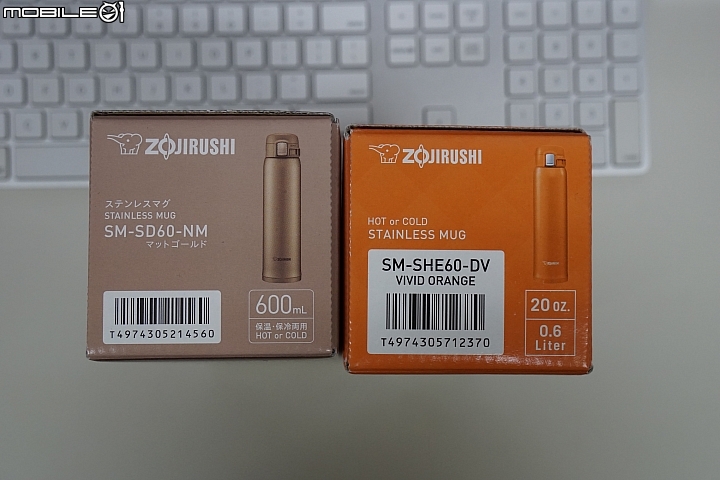 MOBILE01
ZOJIRUSHI
ステンレスマグ
STAINLESS MUG
SM-SD60-NM
マットゴールド
T4974305214560
600mL
保温・保冷両用
HOT or COLD
ZOJIRUSHI
HOT or COLD
STAINLESS MUG
SM-SHE60-DV
VIVID ORANGE
T4974305712370
20 OZ.
0.6
Liter